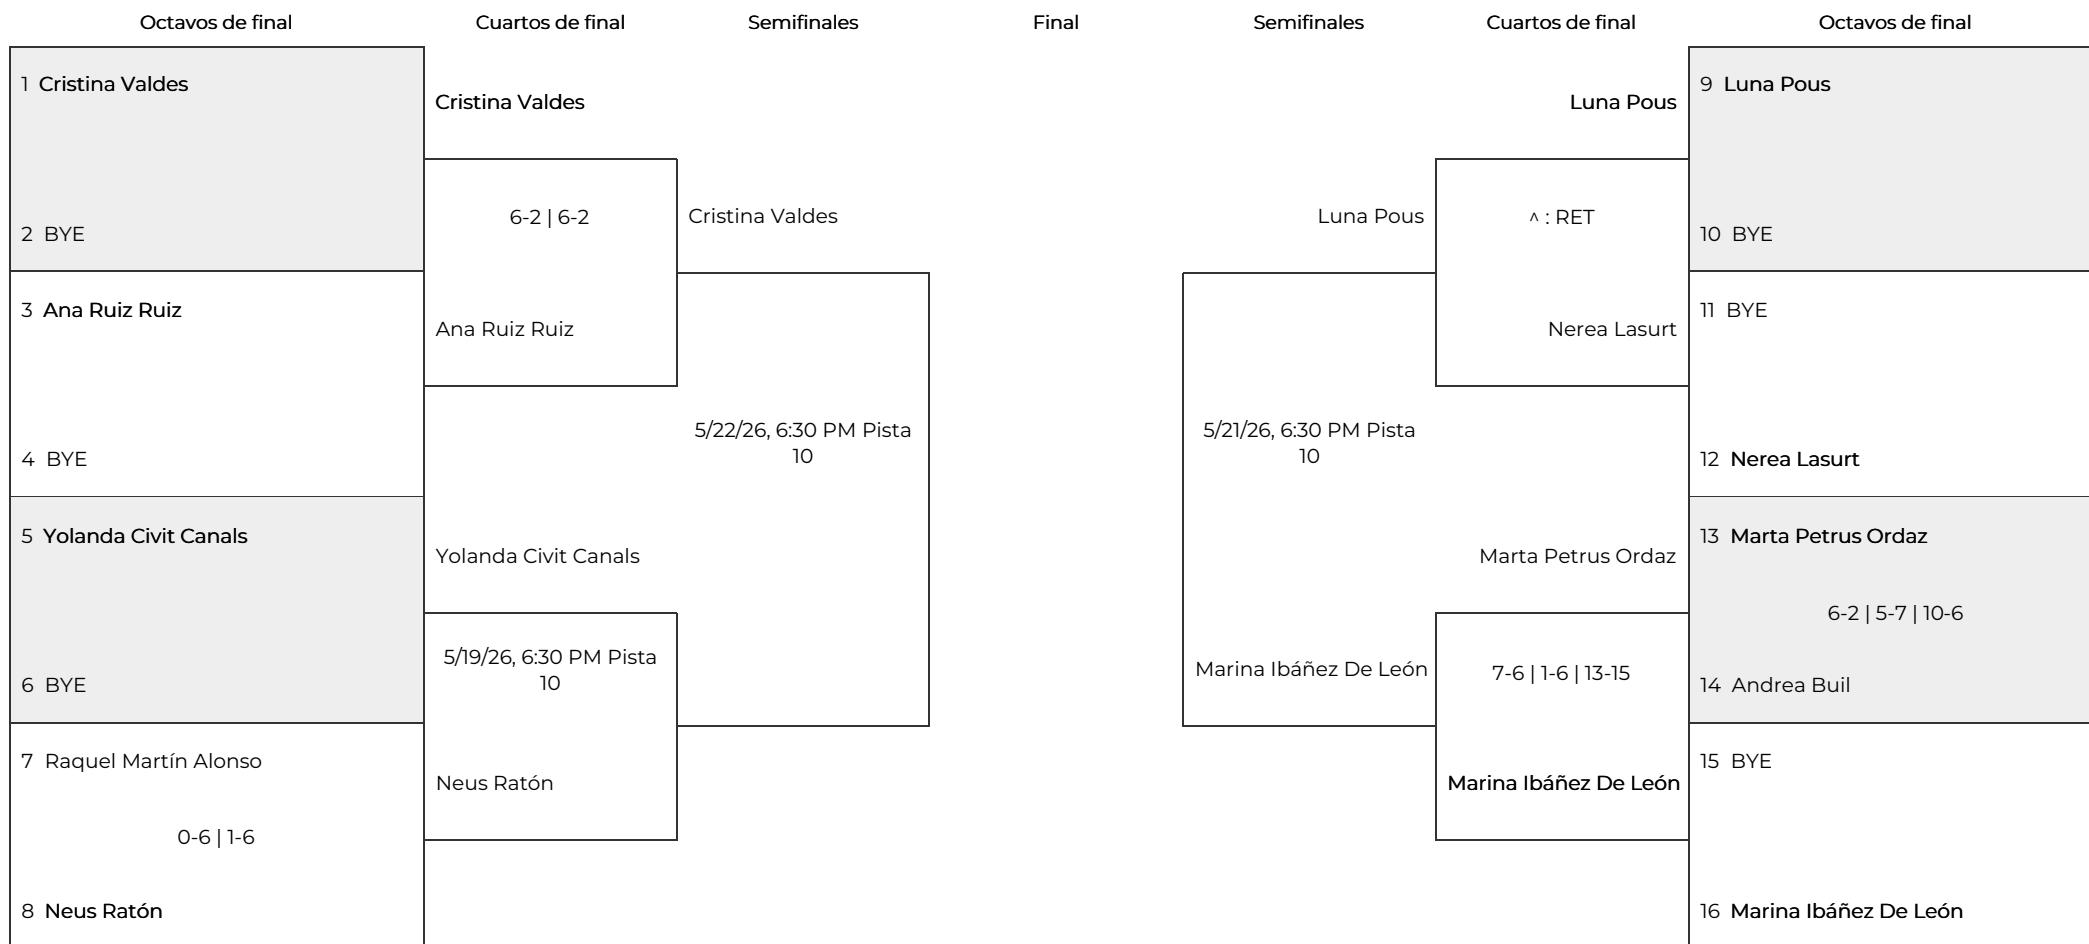 Octavos de final
Cuartos de final
Semifinales
Final
Semifinales
Cuartos de final
Octavos de final
1 Cristina Valdes
2 BYE
3 Ana Ruiz Ruiz
4 BYE
5 Yolanda Civit Canals
6 BYE
7 Raquel Martín Alonso
0-6 | 1-6
8 Neus Ratón
Cristina Valdes
6-2 | 6-2
Ana Ruiz Ruiz
Yolanda Civit Canals
5/19/26, 6:30 PM Pista
10
Neus Ratón
Cristina Valdes
5/22/26, 6:30 PM Pista
10
Luna Pous
5/21/26, 6:30 PM Pista
10
Marina Ibáñez De León
Luna Pous
^ : RET
Nerea Lasurt
Marta Petrus Ordaz
7-6 | 1-6 | 13-15
Marina Ibáñez De León
9 Luna Pous
10 BYE
11 BYE
12 Nerea Lasurt
13 Marta Petrus Ordaz
6-2 | 5-7 | 10-6
14 Andrea Buil
15 BYE
16 Marina Ibáñez De León